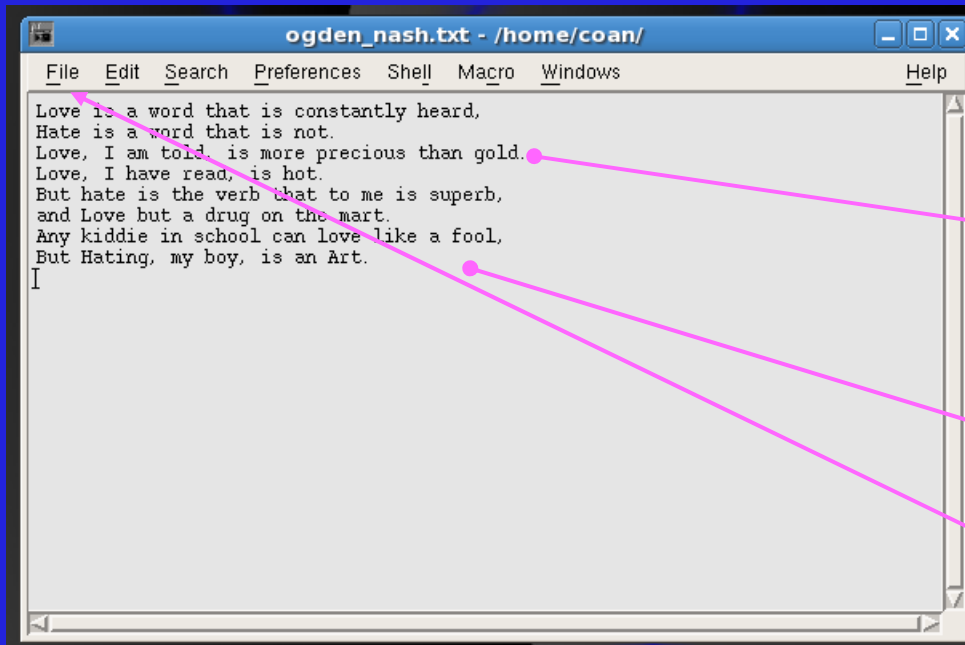 ogden_nash.txt - /home/coan/
File Edit Search Preferences Shell Macro Windows Help
Love is a word that is constantly heard,
Hate is a word that is not.
Love, I am told, is more precious than gold.
Love, I have read, is hot.
But hate is the verb that to me is superb,
and Love but a drug on the mart.
Any kiddie in school can love like a fool,
But Hating, my boy, is an Art.